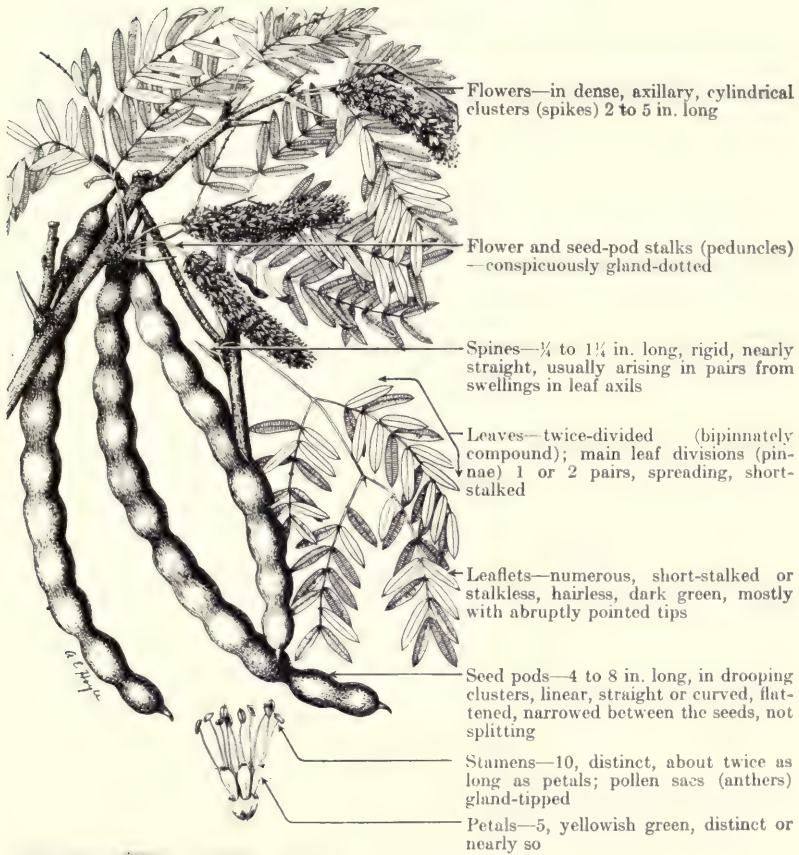 Flowers—in dense, axillary, cylindrical
clusters (spikes) 2 to 5 in. long
Flower and seed-pod stalks (peduncles)
—conspicuously gland-dotted
Spines—¼ to 1¼ in. long, rigid, nearly
straight, usually arising in pairs from
swellings in leaf axils
Leaves—twice-divided (bipinnately
compound); main leaf divisions (pin-
nae) 1 or 2 pairs, spreading, short-
stalked
Leaflets—numerous, short-stalked or
stalkless, hairless, dark green, mostly
with abruptly pointed tips
Seed pods—4 to 8 in. long, in drooping
clusters, linear, straight or curved, flat-
tened, narrowed between the seeds, not
splitting
Stamens—10, distinct, about twice as
long as petals; pollen sacs (anthers)
gland-tipped
Petals—5, yellowish green, distinct or
nearly so